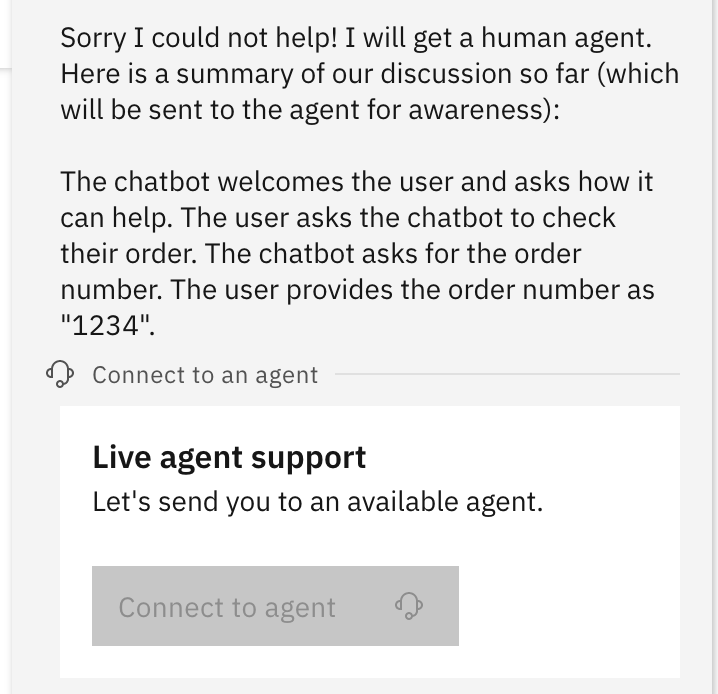 Sorry I could not help! I will get a human agent.
Here is a summary of our discussion so far (which
will be sent to the agent for awareness):
The chatbot welcomes the user and asks how it
can help. The user asks the chatbot to check
their order. The chatbot asks for the order
number. The user provides the order number as
"1234".
Connect to an agent
Live agent support
Let's send you to an available agent.
Connect to agent